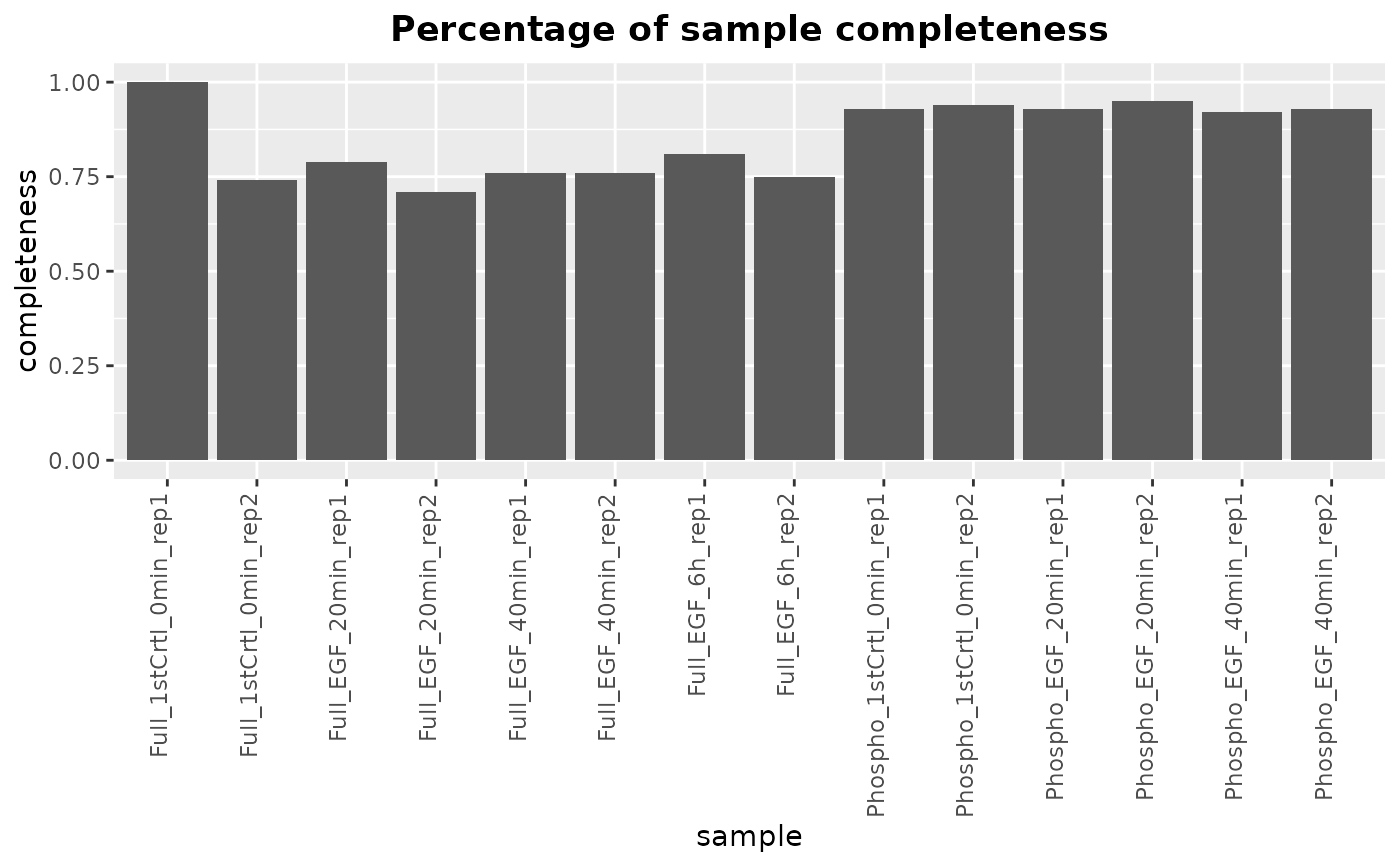 Percentage of sample completeness
completeness
1.00
0.75
0.50
0.25
0.00
Full_1stCrtl_0min_rep1
Full_1stCrtl_0min_rep2
Full_EGF_20min_rep1
Full_EGF_20min_rep2
Full_EGF_40min_rep1
Full_EGF_40min_rep2
Full_EGF_6h_rep1
Full_EGF_6h_rep2
Phospho_1stCrtl_0min_rep1
Phospho_1stCrtl_0min_rep2
Phospho_EGF_20min_rep1
Phospho_EGF_20min_rep2
Phospho_EGF_40min_rep1
Phospho_EGF_40min_rep2
sample